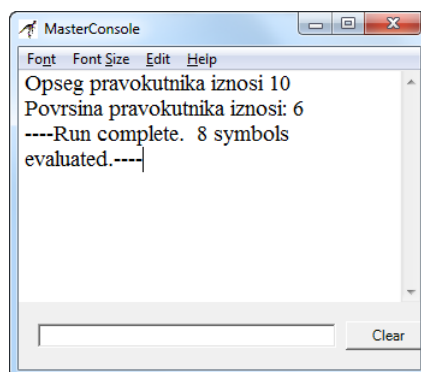 MasterConsole
Font Font Size Edit Help
Opseg pravokutnika iznosi 10
Povrsina pravokutnika iznosi: 6
----Run complete. 8 symbols
evaluated.----
Clear